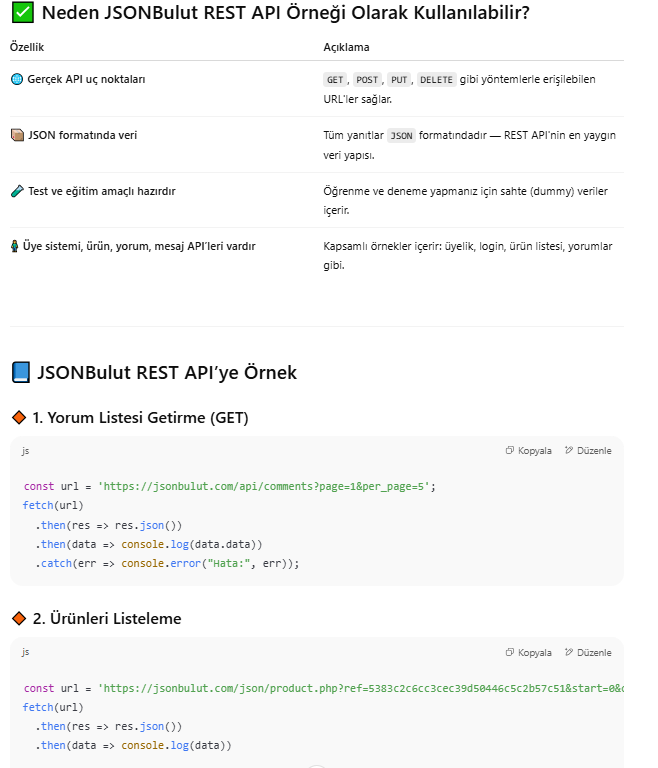 ✅ Neden JSONBulut REST API Örneği Olarak Kullanılabilir?
Özellik Açıklama
🌐 Gerçek API uç noktaları GET, POST, PUT, DELETE gibi yöntemlerle erişilebilen
URL'ler sağlar.
📦 JSON formatında veri Tüm yanıtlar JSON formatındadır — REST API'nin en yaygın
veri yapısı.
🧪 Test ve eğitim amaçlı hazırdır Öğrenme ve deneme yapmanız için sahte (dummy) veriler
içerir.
🧍 Üye sistemi, ürün, yorum, mesaj API'leri vardır Kapsamlı örnekler içerir: üyelik, login, ürün listesi, yorumlar
gibi.
📘 JSONBulut REST API'ye Örnek
🔶 1. Yorum Listesi Getirme (GET)
js Kopyala Düzenle
const url = 'https://jsonbulut.com/api/comments?page=1&per_page=5';
fetch(url)
.then(res => res.json())
.then(data => console.log(data.data))
.catch(err => console.error("Hata:", err));
🔶 2. Ürünleri Listeleme
js Kopyala Düzenle
const url = 'https://jsonbulut.com/json/product.php?ref=5383c2c6cc3cec39d50446c5c2b57c51&start=0&
fetch(url)
.then(res => res.json())
.then(data => console.log(data))